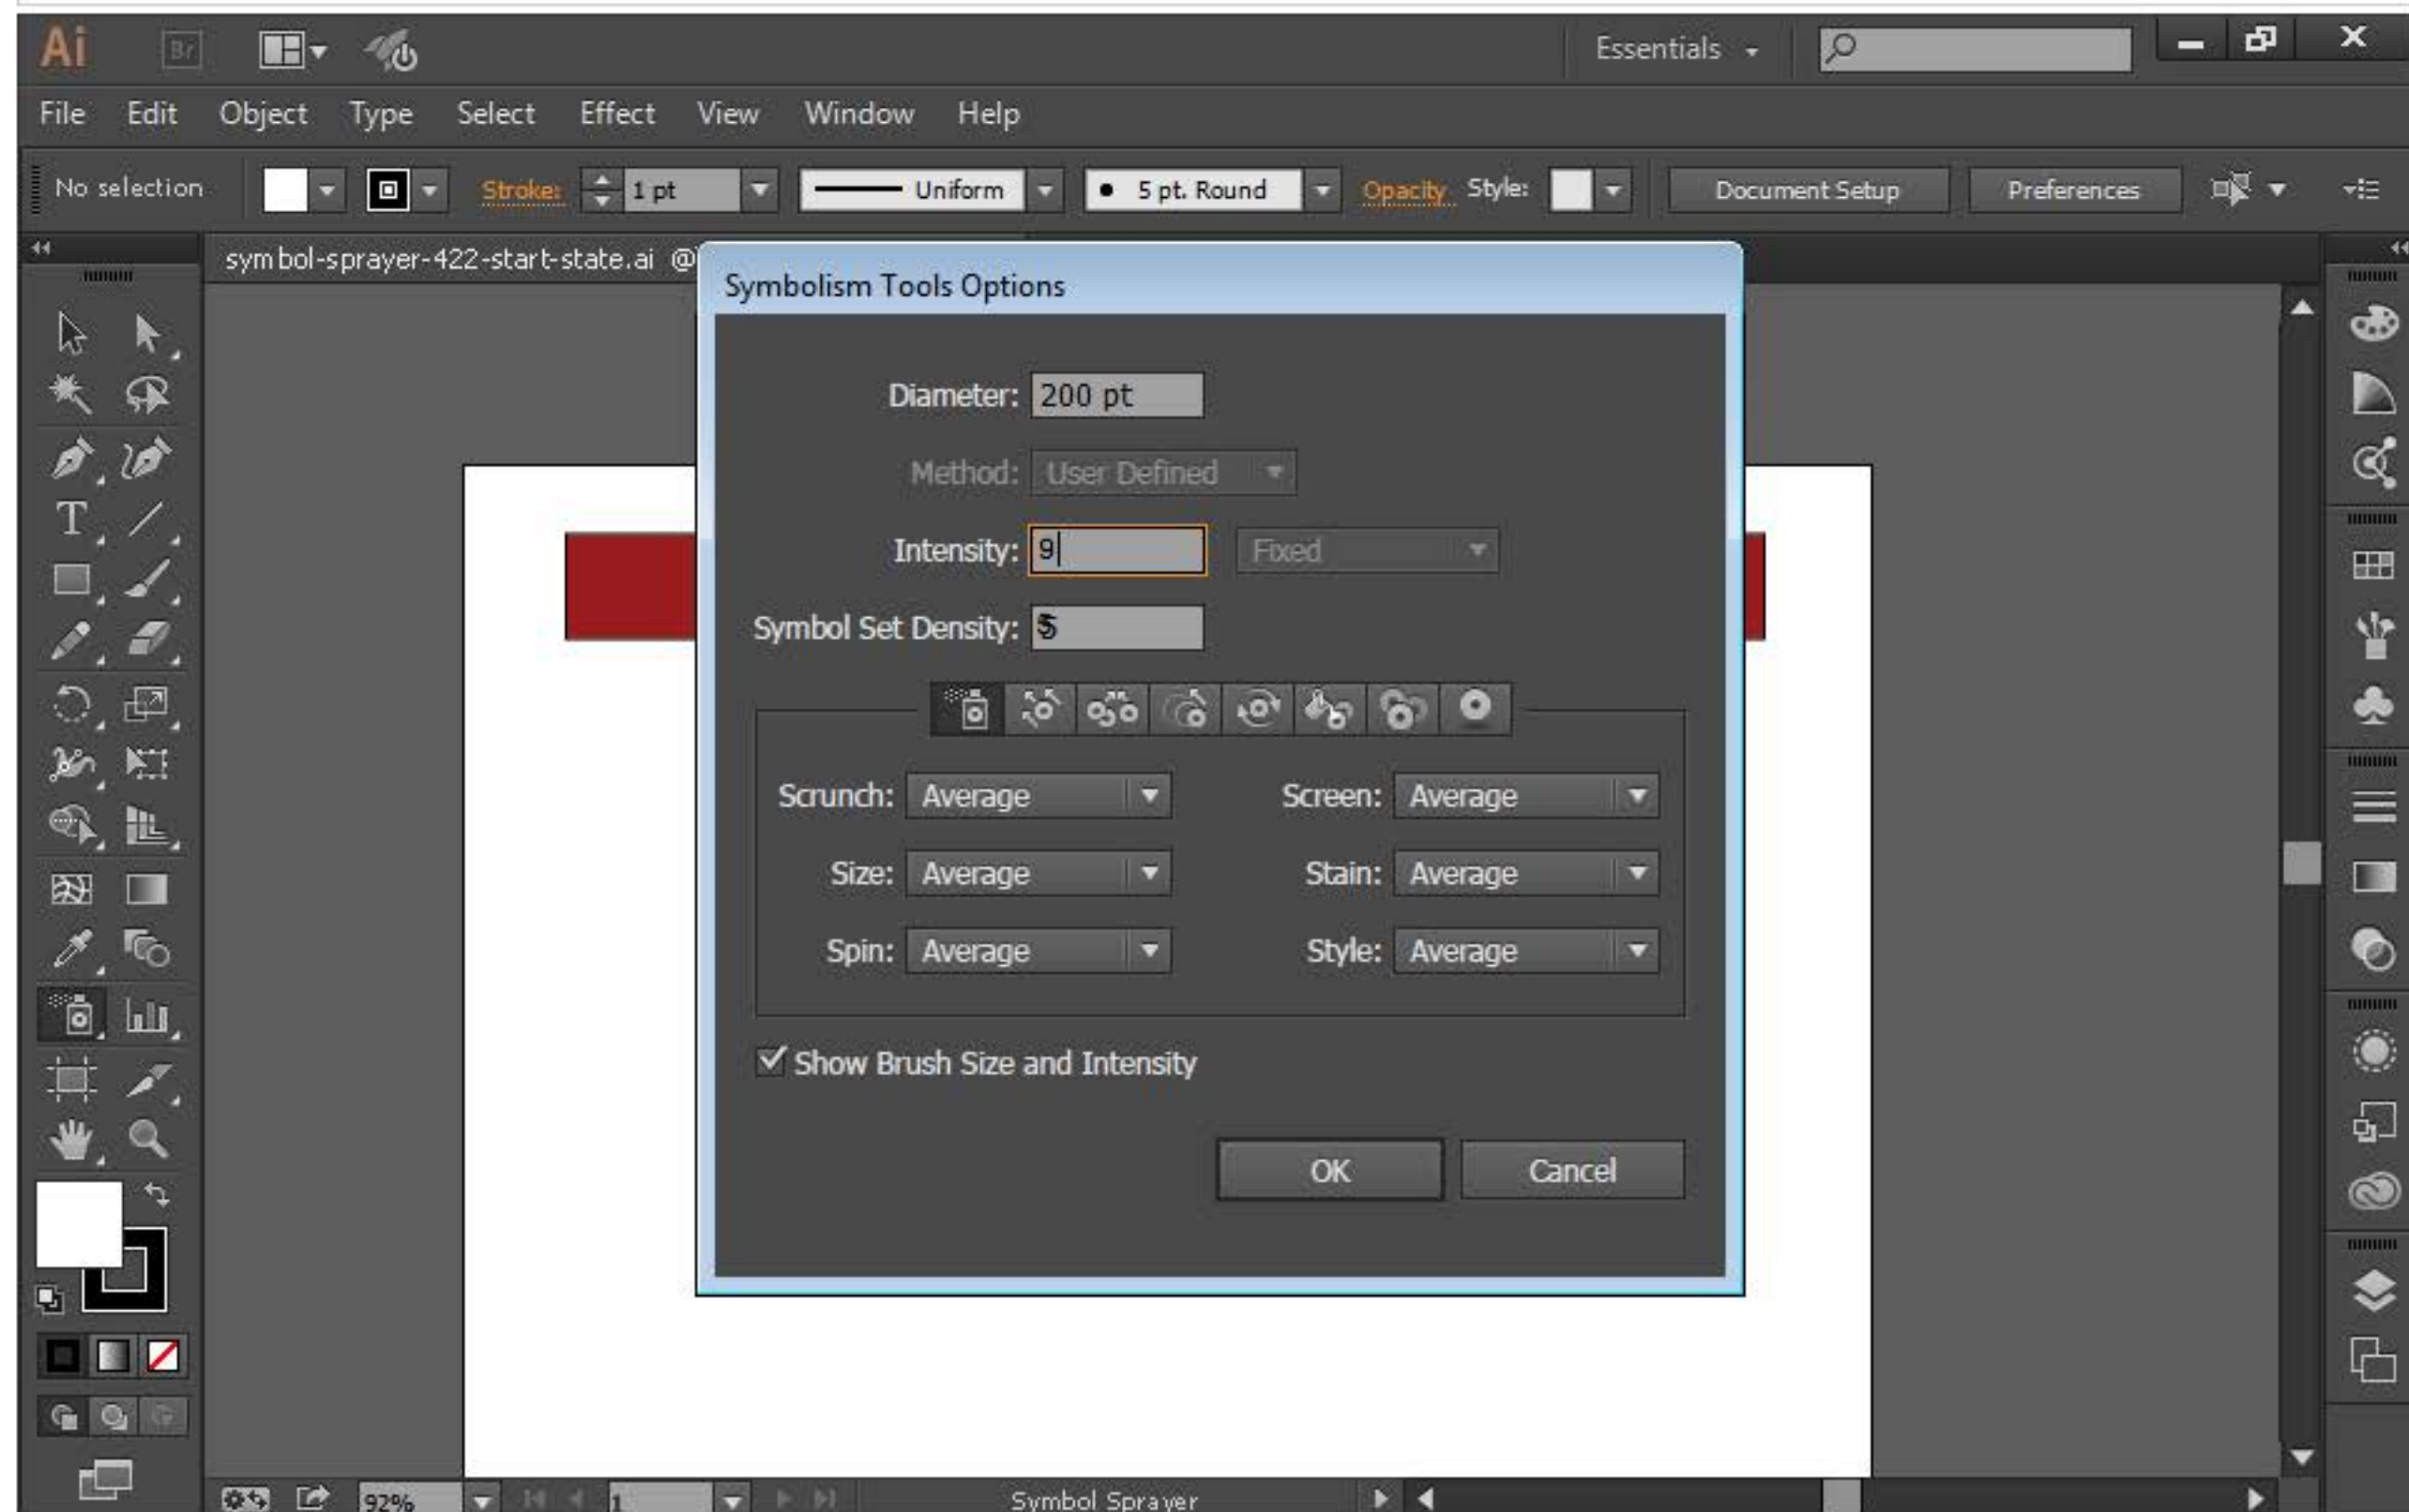 Ai Br Essentials
File Edit Object Type Select Effect View Window Help
No selection Stroke: 1 pt Uniform 5 pt. Round Opacity Style: Document Setup Preferences
symbol-sprayer-422-start-state.ai @
Symbolism Tools Options
Diameter: 200 pt
Method: User Defined
Intensity: 9 Fixed
Symbol Set Density:
Scrunch: Average Screen: Average
Size: Average Stain: Average
Spin: Average Style: Average
Show Brush Size and Intensity
OK Cancel
92% 1 Symbol Sprayer